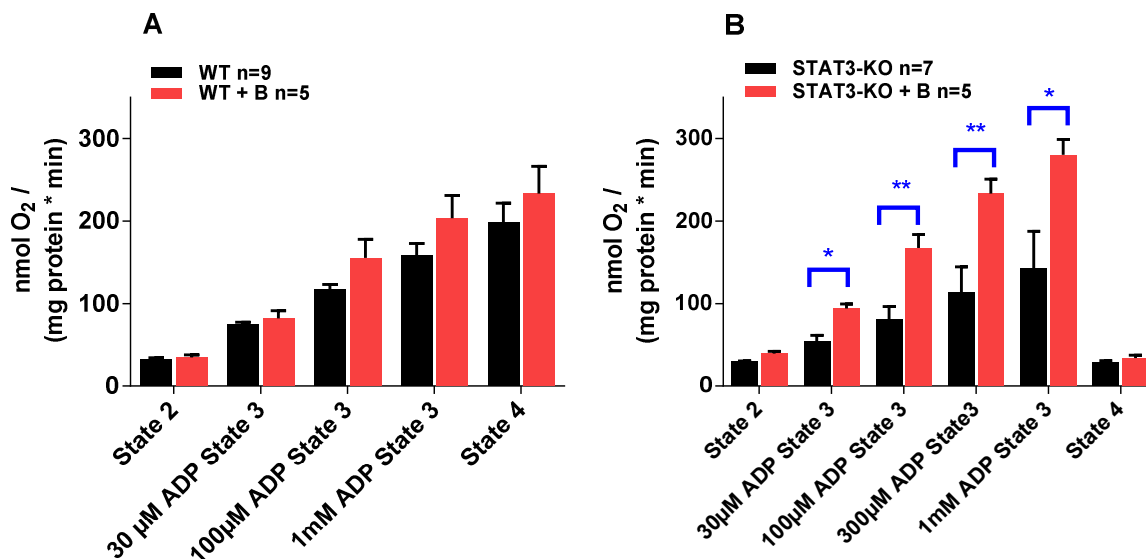 A
WT n=9
WT + B n=5
nmol O2 /
(mg protein * min)
300
200
100
0
State 2
30 µM ADP State 3
100µM ADP State 3
1mM ADP State 3
State 4
B
STAT3-KO n=7
STAT3-KO + B n=5
nmol O2 /
(mg protein * min)
300
200
100
0
*
**
**
*
State 2
30µM ADP State 3
100µM ADP State 3
300µM ADP State3
1mM ADP State 3
State 4